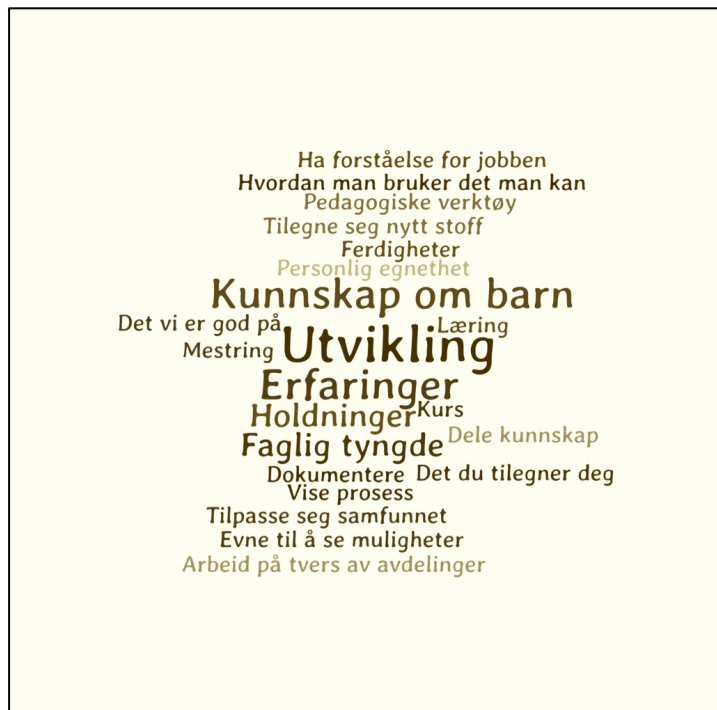 Ha forståelse for jobben
Hvordan man bruker det man kan
Pedagogiske verktøy
Tilegne seg nytt stoff
Ferdigheter
Personlig egnethet
Kunnskap om barn
Det vi er god på
Læring
Utvikling
Mestring
Erfaringer
Holdninger
Kurs
Faglig tyngde
Dele kunnskap
Dokumentere
Det du tilegner deg
Vise prosess
Tilpasse seg samfunnet
Evne til å se muligheter
Arbeid på tvers av avdelinger